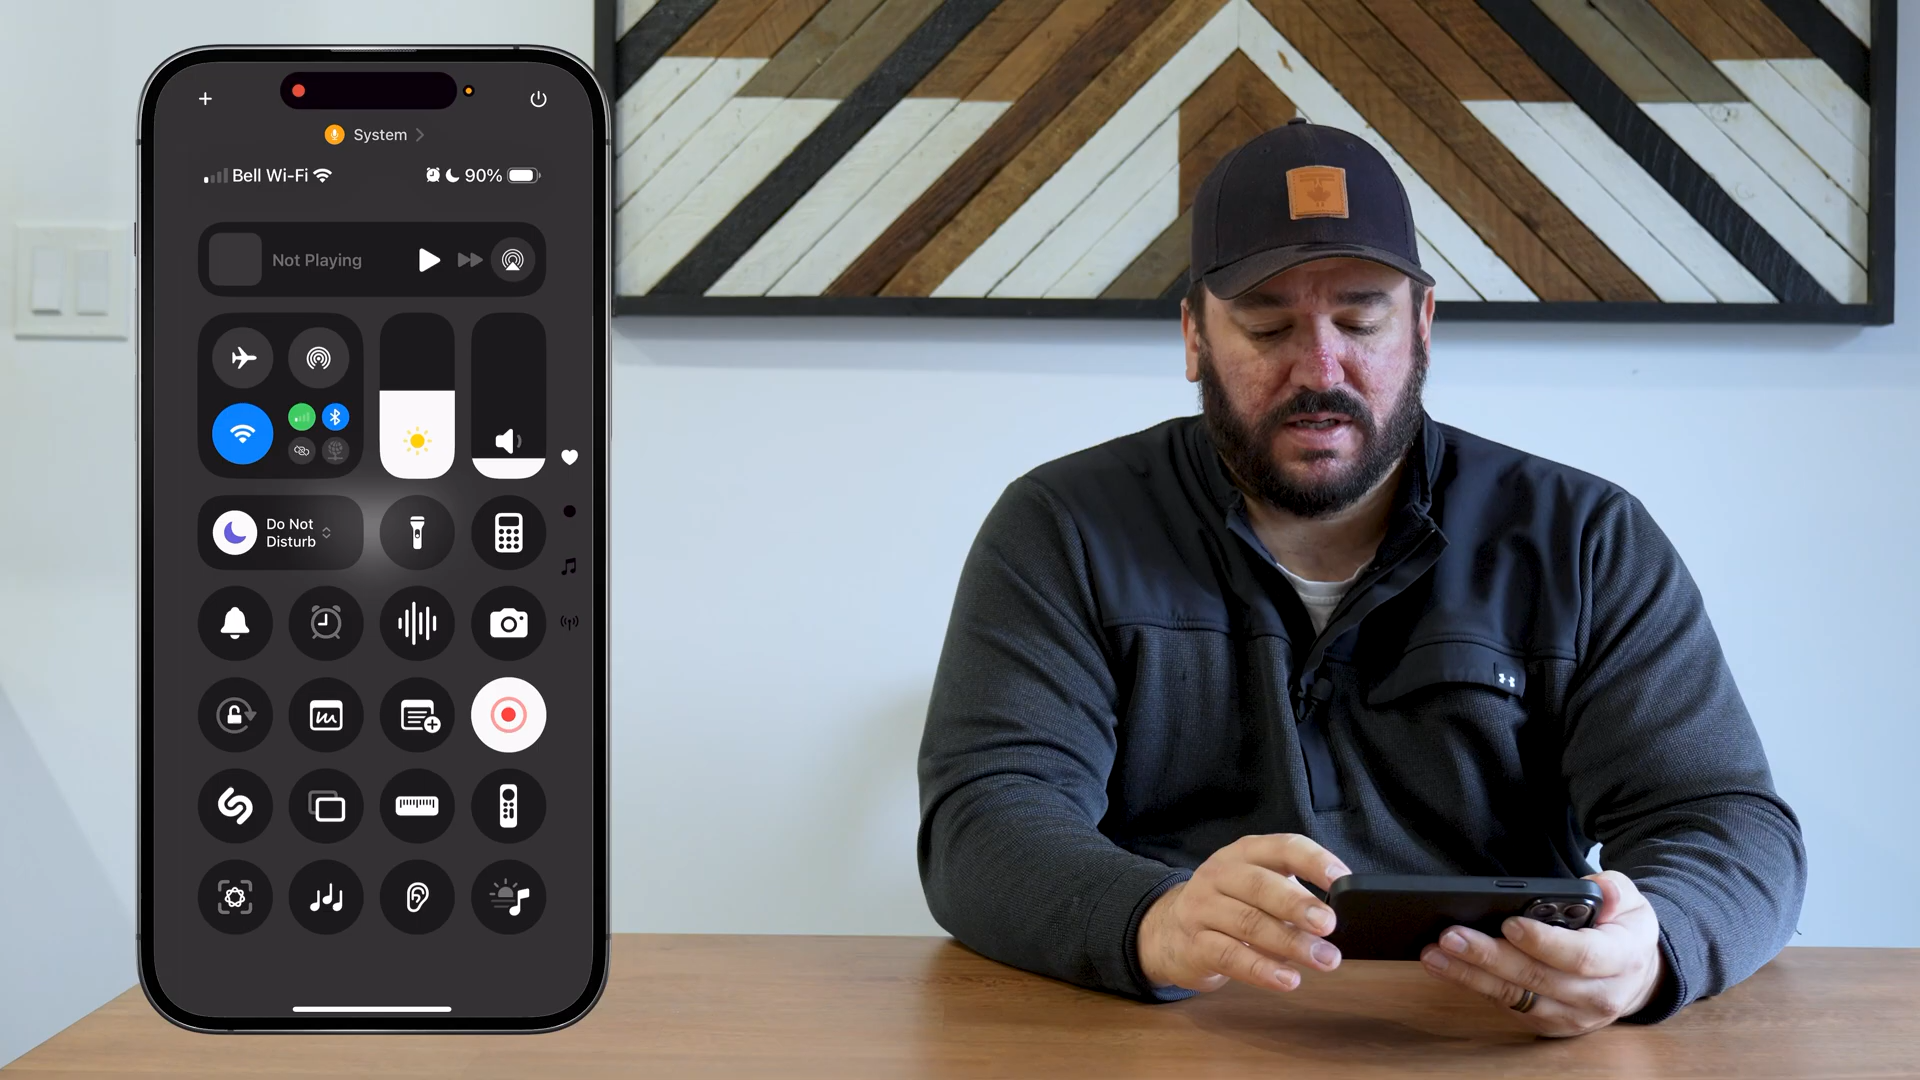 System
Bell Wi-Fi 90%
Not Playing
Do Not
Disturb